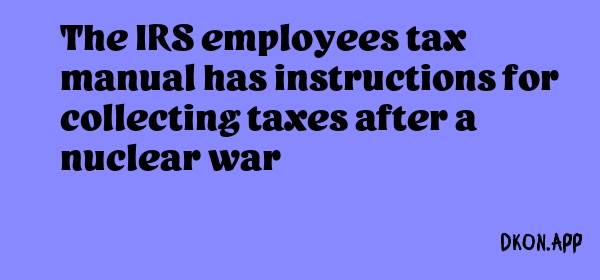 The IRS employees tax
manual has instructions for
collecting taxes after a
nuclear war
DKON.APP